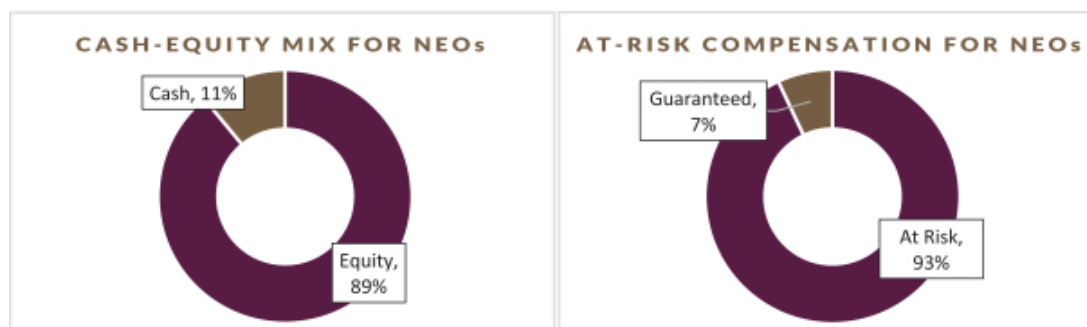 CASH-EQUITY MIX FOR NEOs
Cash, 11%
Equity,
89%
AT-RISK COMPENSATION FOR NEOs
Guaranteed,
7%
At Risk,
93%